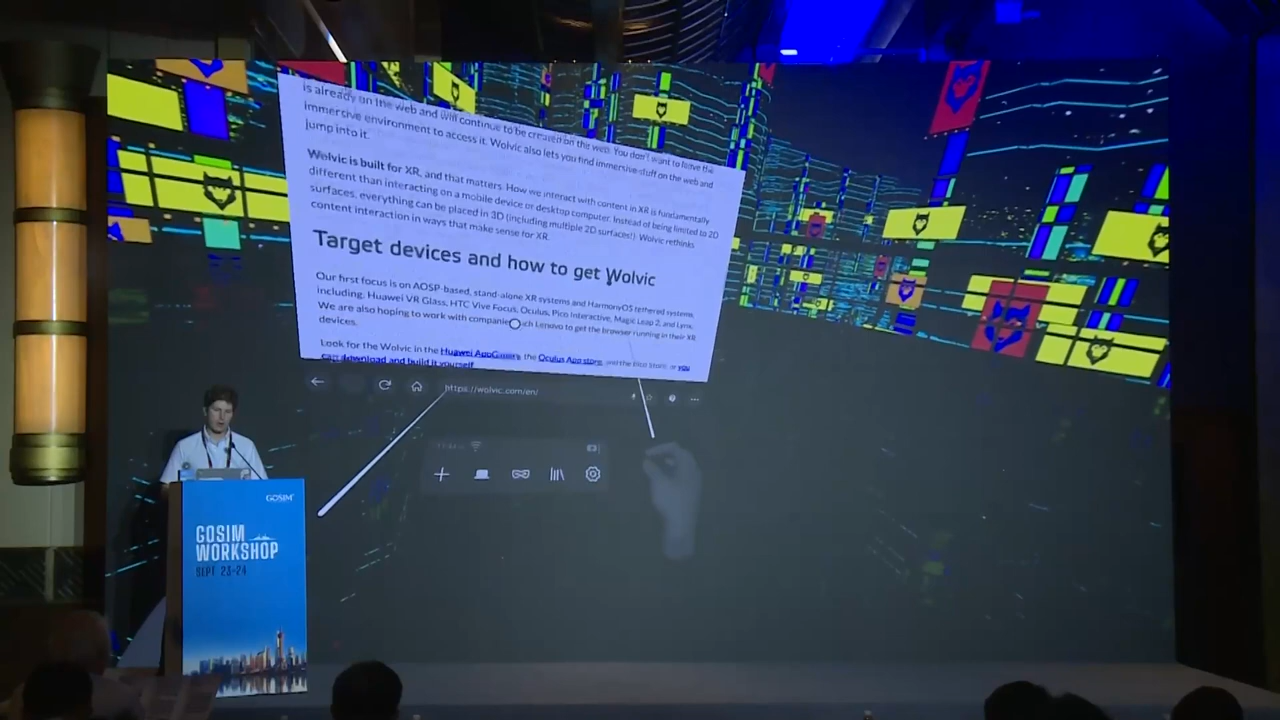 is already on the web and will continue to be created on the web. You don't want to leave the
immersive environment to access it. Wolvic also lets you find immersive stuff on the web and
jump into it.
Wolvic is built for XR, and that matters. How we interact with content in XR is fundamentally
different than interacting on a mobile device or desktop computer. Instead of being limited to 2D
surfaces, everything can be placed in 3D (including multiple 2D surfaces!). Wolvic rethinks
content interaction in ways that make sense for XR.
Target devices and how to get Wolvic
Our first focus is on AOSP-based, stand-alone XR systems and HarmonyOS tethered systems,
including, Huawei VR Glass, HTC Vive Focus, Oculus, Pico Interactive, Magic Leap 2, and Lynx.
We are also hoping to work with companie ch Lenovo to get the browser running in their XR
devices.
Look for the Wolvic in the Huawei AppGallery, the Oculus App store, and the Pico Store, or you
can download and build it yourself
https://wolvic.com/en/
GOSIM
GOSIM
WORKSHOP
SEPT 23-24